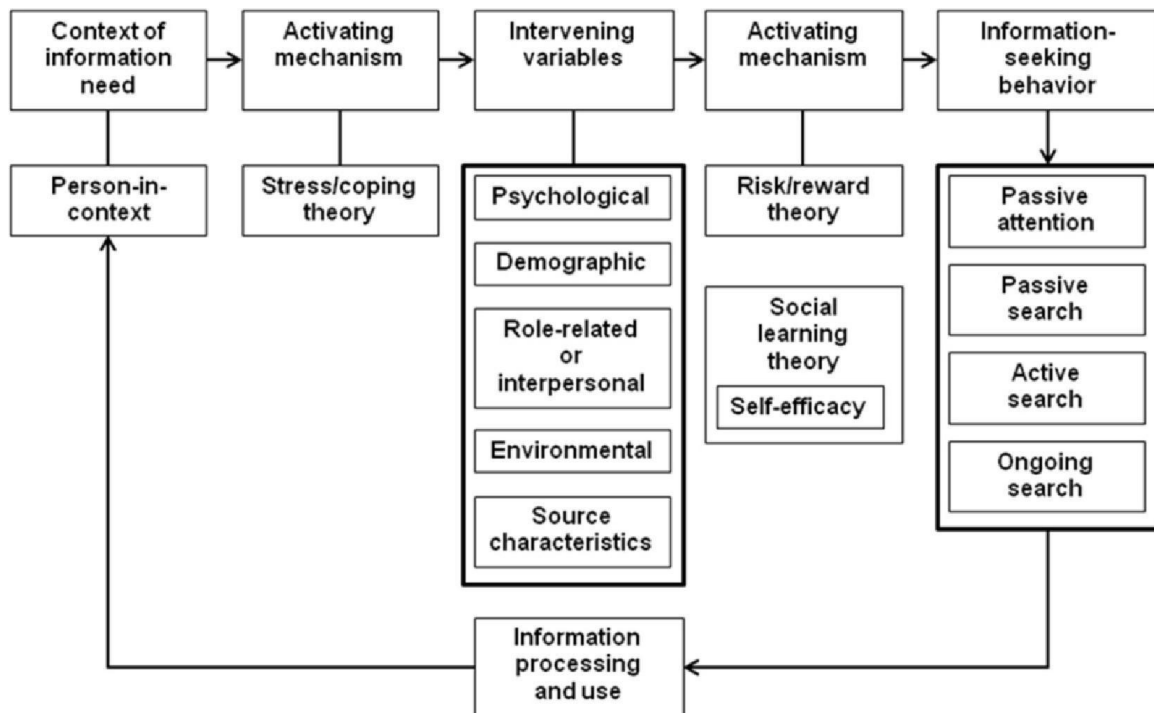 Context of
information
need
Activating
mechanism
Intervening
variables
Activating
mechanism
Information-
seeking
behavior
Person-in-
context
Stress/coping
theory
Psychological
Demographic
Role-related
or
interpersonal
Environmental
Source
characteristics
Risk/reward
theory
Social
learning
theory
Self-efficacy
Passive
attention
Passive
search
Active
search
Ongoing
search
Information
processing
and use